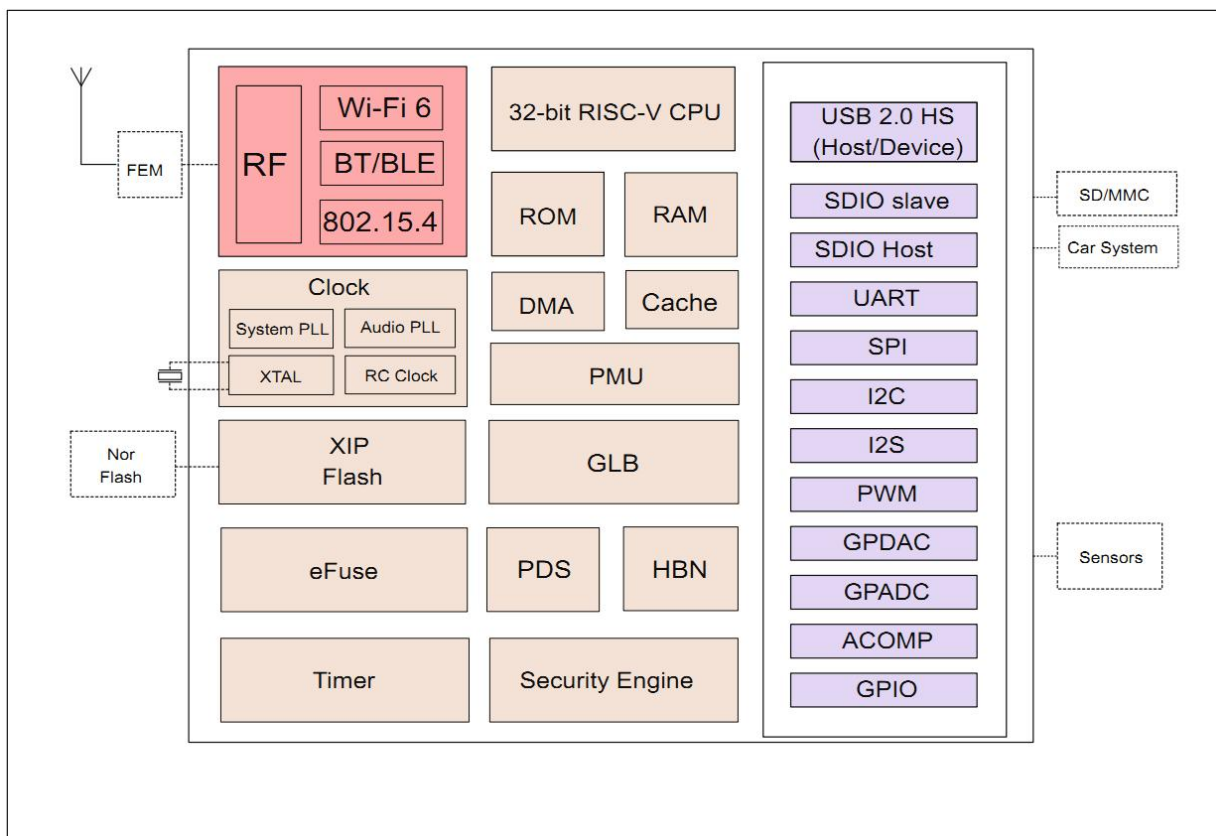 FEM
RF
Wi-Fi 6
BT/BLE
802.15.4
Clock
System PLL
Audio PLL
XTAL
RC Clock
Nor
Flash
XIP
Flash
eFuse
Timer
32-bit RISC-V CPU
ROM
RAM
DMA
Cache
PMU
GLB
PDS
HBN
Security Engine
USB 2.0 HS
(Host/Device)
SDIO slave
SDIO Host
UART
SPI
I2C
I2S
PWM
GPDAC
GPADC
ACOMP
GPIO
SD/MMC
Car System
Sensors